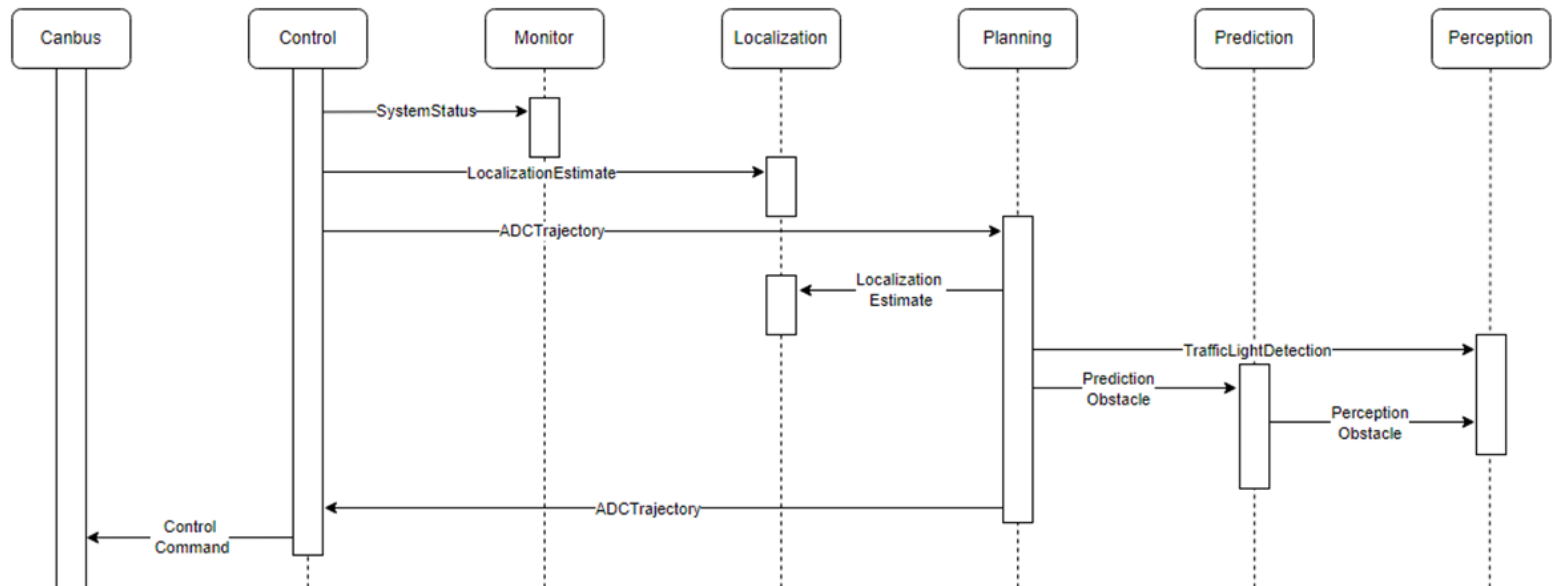 Canbus
Control
Monitor
Localization
Planning
Prediction
Perception
SystemStatus
LocalizationEstimate
ADCTrajectory
Localization
Estimate
TrafficLightDetection
Prediction
Obstacle
Perception
Obstacle
ADCTrajectory
Control
Command